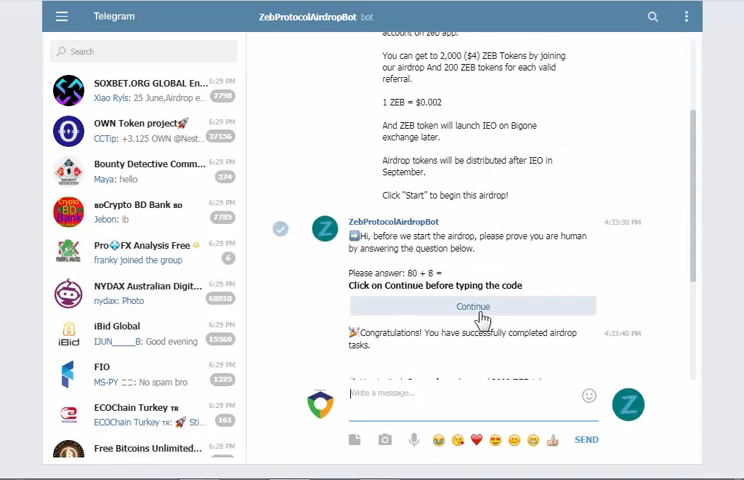 Telegram
ZebProtocolAirdropBot bot
Search
SOXBET.ORG GLOBAL En... 6:29 PM
Xiao Ryls: 25 June,Airdrop e... 2798
OWN Token project🚀 6:29 PM
CCTip: +3.125 OWN @Nest... 37156
Bounty Detective Comm... 6:29 PM
Maya: hello 374
ʙᴅCrypto BD Bank ʙᴅ 6:29 PM
Jebon: ib 7785
Pro💠FX Analysis Free 6:29 PM
franky joined the group 6
NYDAX Australian Digit... 6:29 PM
nydax: Photo 68010
iBid Global 6:29 PM
IJUN____B: Good evening 15560
FIO 6:29 PM
MS-PY □□: No spam bro 1325
ECOChain Turkey ᴛʀ 6:29 PM
ECOChain Turkey ᴛʀ: 🚀 Sti... 161
Free Bitcoins Unlimited... 6:28 PM
account on zeb app.
You can get to 2,000 ($4) ZEB Tokens by joining
our airdrop And 200 ZEB tokens for each valid
referral.
1 ZEB = $0.002
And ZEB token will launch IEO on Bigone
exchange later.
Airdrop tokens will be distributed after IEO in
September.
Click "Start" to begin this airdrop!
ZebProtocolAirdropBot 4:33:30 PM
➡Hi, before we start the airdrop, please prove you are human
by answering the question below.
Please answer: 80 + 8 =
Click on Continue before typing the code
Continue
🎉Congratulations! You have successfully completed airdrop 4:33:40 PM
tasks.
Write a message...
SEND